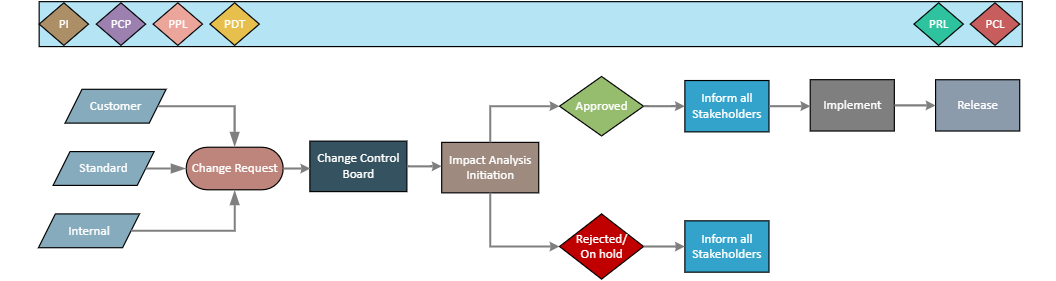 PI
PCP
PPL
PDT
PRL
PCL
Customer
Standard
Internal
Change Request
Change Control
Board
Impact Analysis
Initiation
Approved
Inform all
Stakeholders
Implement
Release
Rejected/
On hold
Inform all
Stakeholders